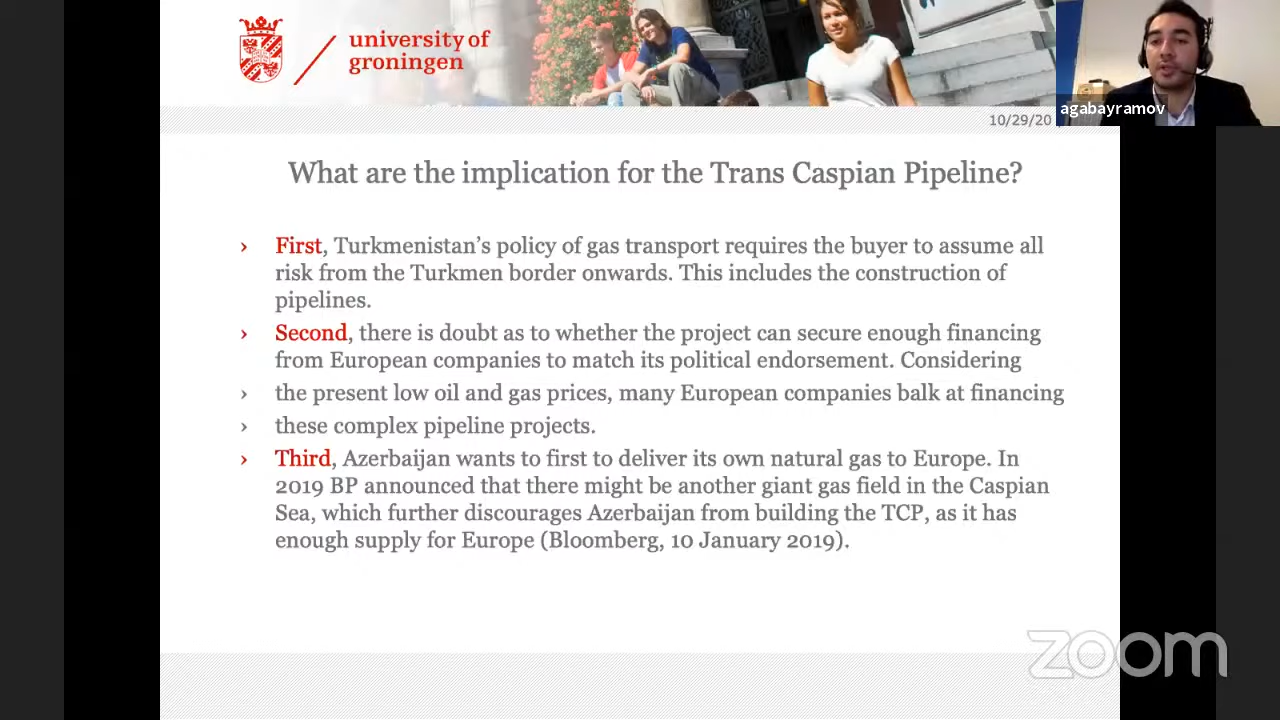 university of
groningen
agabayramov
10/29/20
What are the implication for the Trans Caspian Pipeline?
› First, Turkmenistan’s policy of gas transport requires the buyer to assume all
risk from the Turkmen border onwards. This includes the construction of
pipelines.
› Second, there is doubt as to whether the project can secure enough financing
from European companies to match its political endorsement. Considering
› the present low oil and gas prices, many European companies balk at financing
› these complex pipeline projects.
› Third, Azerbaijan wants to first to deliver its own natural gas to Europe. In
2019 BP announced that there might be another giant gas field in the Caspian
Sea, which further discourages Azerbaijan from building the TCP, as it has
enough supply for Europe (Bloomberg, 10 January 2019).
zoom